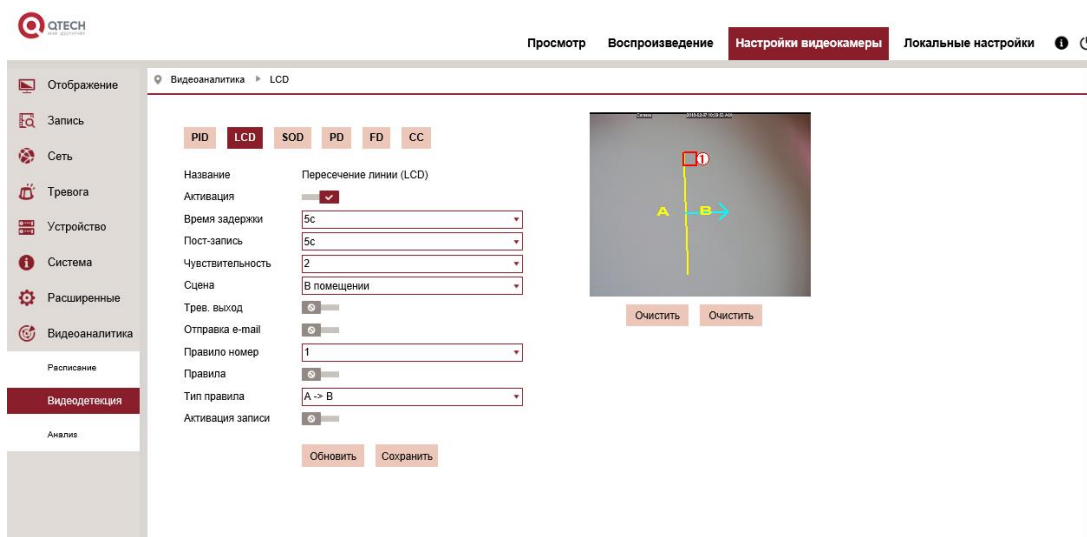 QTECH
Просмотр Воспроизведение Настройки видеокамеры Локальные настройки
Видеоаналитика LCD
Отображение
Запись
Сеть
Тревога
Устройство
Система
Расширенные
Видеоаналитика
Расписание
Видеодетекция
Анализ
PID LCD SOD PD FD CC
Название Пересечение линии (LCD)
Активация
Время задержки 5с
Пост-запись 5с
Чувствительность 2
Сцена В помещении
Трев. выход
Отправка e-mail
Правило номер 1
Правила
Тип правила A -> B
Активация записи
Обновить Сохранить
1
A B
Очистить Очистить